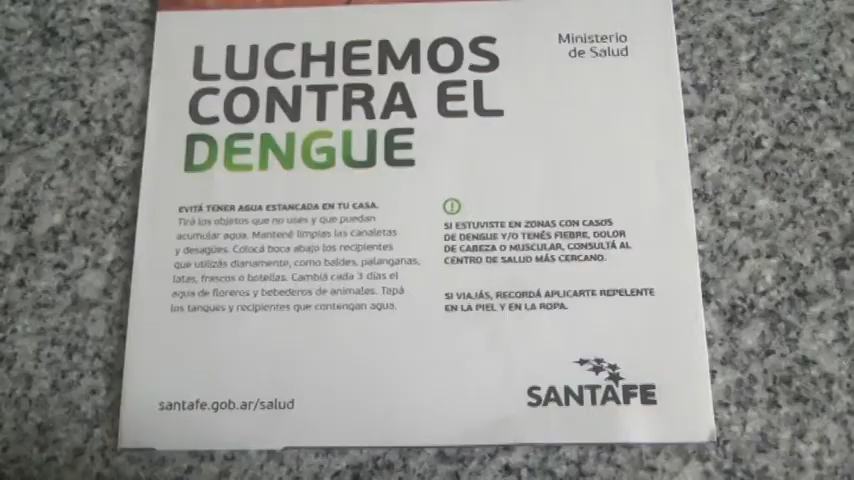 LUCHEMOS
CONTRA EL
DENGUE
Ministerio
de Salud
EVITÁ TENER AGUA ESTANCADA EN TU CASA.
Tirá los objetos que no uses y que puedan
acumular agua. Mantené limpias las canaletas
y desagües. Colocá boca abajo los recipientes
que utilizás diariamente, como baldes, palanganas,
latas, frascos o botellas. Cambiá cada 3 días el
agua de floreros y bebederos de animales. Tapá
los tanques y recipientes que contengan agua.
SI ESTUVISTE EN ZONAS CON CASOS
DE DENGUE Y/O TENÉS FIEBRE, DOLOR
DE CABEZA O MUSCULAR, CONSULTÁ AL
CENTRO DE SALUD MÁS CERCANO.
SI VIAJÁS, RECORDÁ APLICARTE REPELENTE
EN LA PIEL Y EN LA ROPA.
santafe.gob.ar/salud
SANTAFE